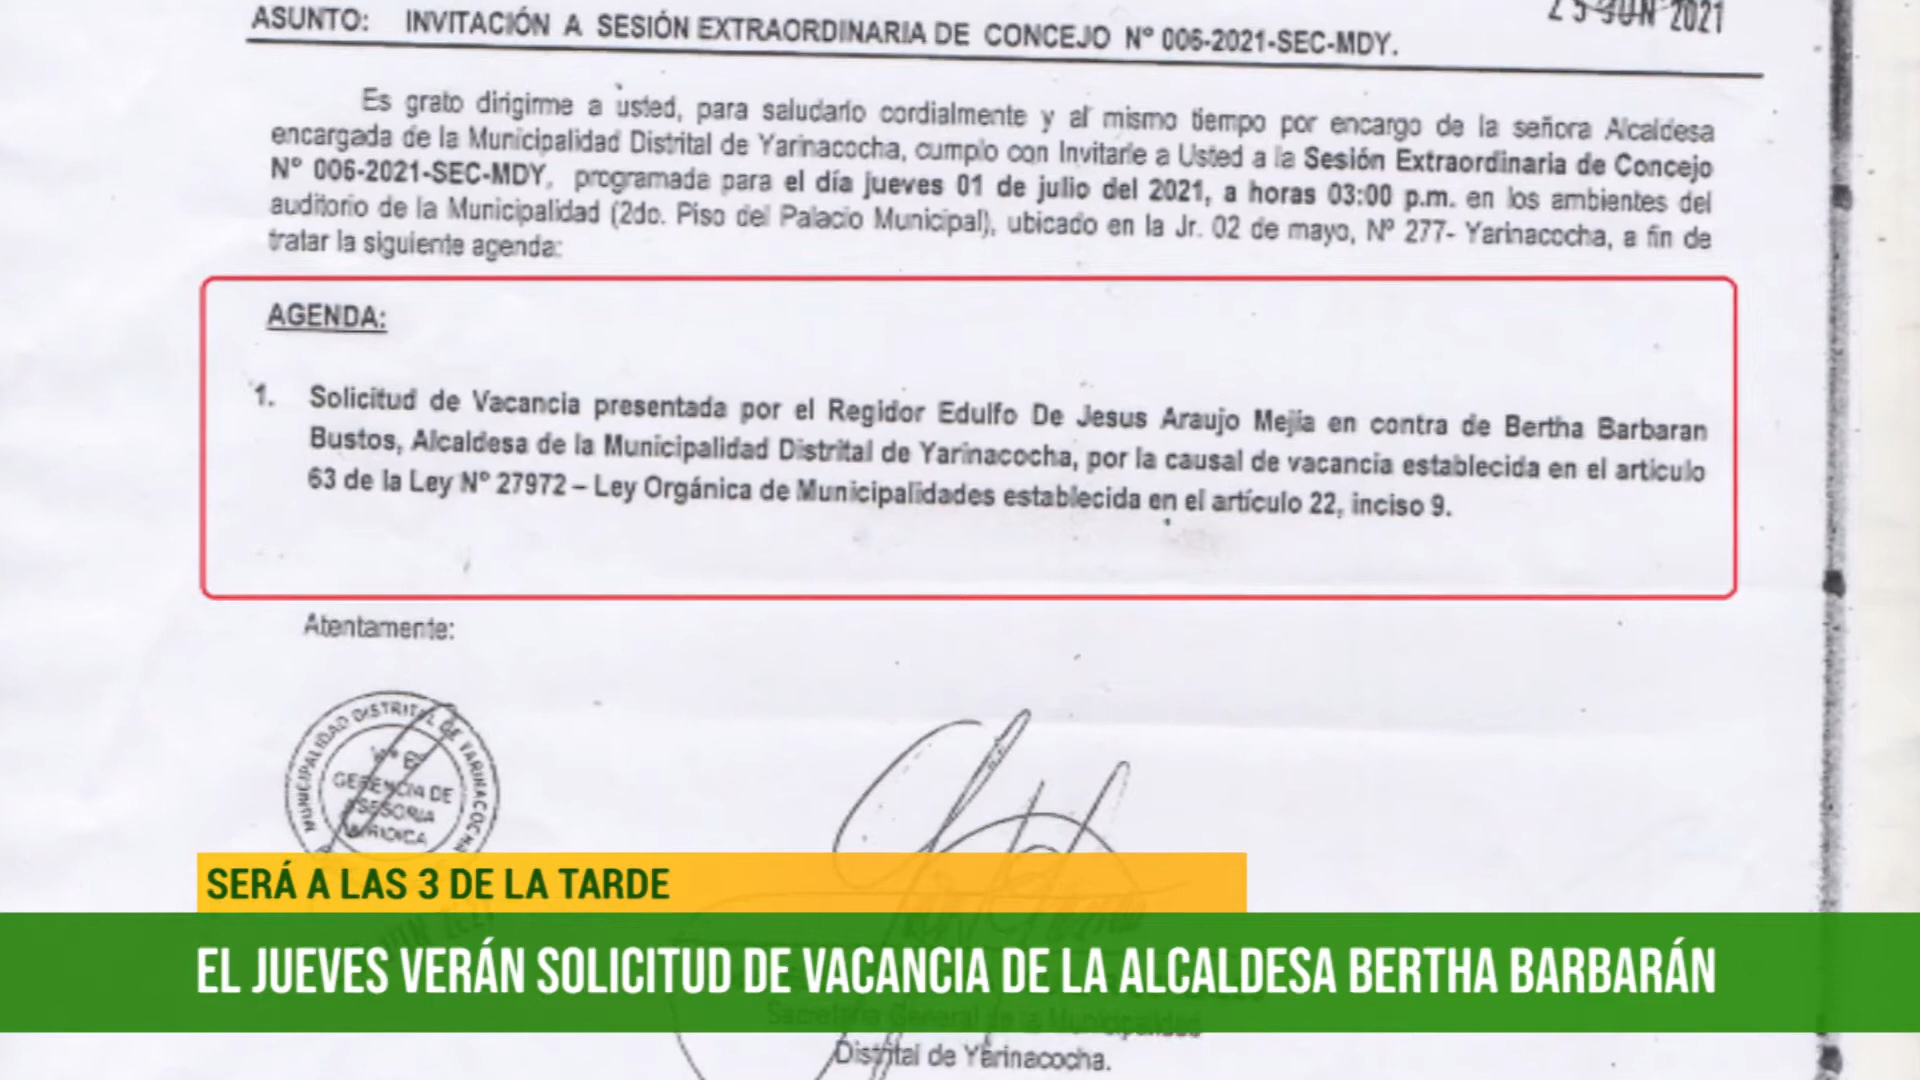 25 JUN 2021
ASUNTO: INVITACIÓN A SESIÓN EXTRAORDINARIA DE CONCEJO N° 006-2021-SEC-MDY.
Es grato dirigirme a usted, para saludarlo cordialmente y al mismo tiempo por encargo de la señora Alcaldesa
encargada de la Municipalidad Distrital de Yarinacocha, cumplo con Invitarle a Usted a la Sesión Extraordinaria de Concejo
N° 006-2021-SEC-MDY, programada para el día jueves 01 de julio del 2021, a horas 03:00 p.m. en los ambientes del
auditorio de la Municipalidad (2do. Piso del Palacio Municipal), ubicado en la Jr. 02 de mayo, Nº 277- Yarinacocha, a fin de
tratar la siguiente agenda:
AGENDA:
1. Solicitud de Vacancia presentada por el Regidor Edulfo De Jesus Araujo Mejia en contra de Bertha Barbaran
Bustos, Alcaldesa de la Municipalidad Distrital de Yarinacocha, por la causal de vacancia establecida en el articulo
63 de la Ley N° 27972 – Ley Orgánica de Municipalidades establecida en el artículo 22, inciso 9.
Atentamente:
MUNICIPALIDAD DISTRITAL DE YARINACOCHA
GERENCIA DE
ASESORIA
JURIDICA
SERÁ A LAS 3 DE LA TARDE
EL JUEVES VERÁN SOLICITUD DE VACANCIA DE LA ALCALDESA BERTHA BARBARÁN
Secretaria General de la Municipalidad
Distrital de Yarinacocha.